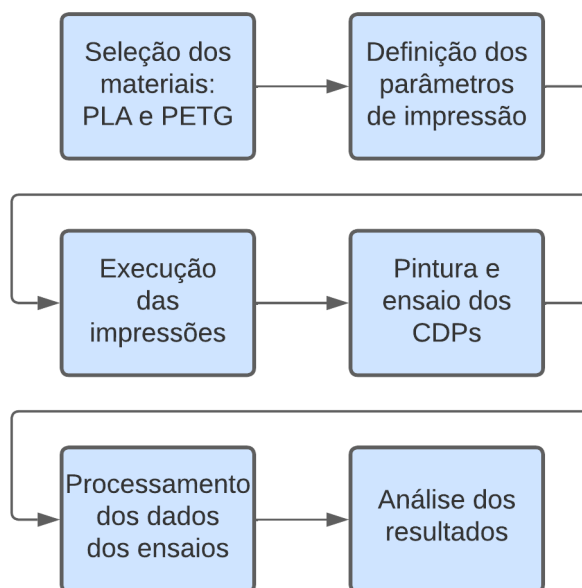 Seleção dos
materiais:
PLA e PETG
Definição dos
parâmetros
de impressão
Execução
das
impressões
Pintura e
ensaio dos
CDPs
Processamento
dos dados
dos ensaios
Análise dos
resultados